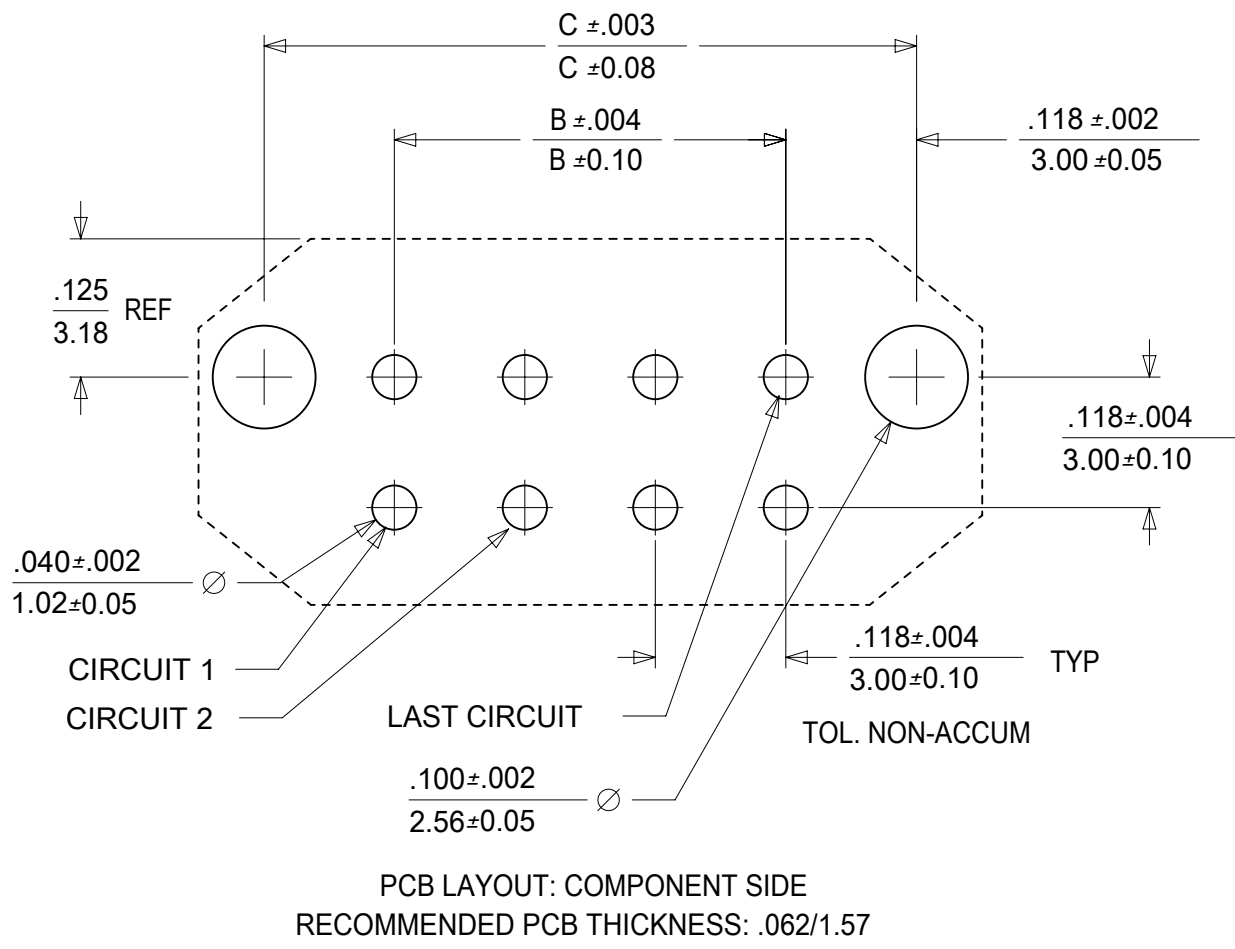 C ±.003
C ±0.08
B ±.004
B ±0.10
.118 ±.002
3.00 ±0.05
.125
3.18
REF
.118±.004
3.00±0.10
.040±.002
1.02±0.05
∅
CIRCUIT 1
CIRCUIT 2
LAST CIRCUIT
.118±.004
3.00±0.10
TYP
TOL. NON-ACCUM
.100±.002
2.56±0.05
∅
PCB LAYOUT: COMPONENT SIDE
RECOMMENDED PCB THICKNESS: .062/1.57